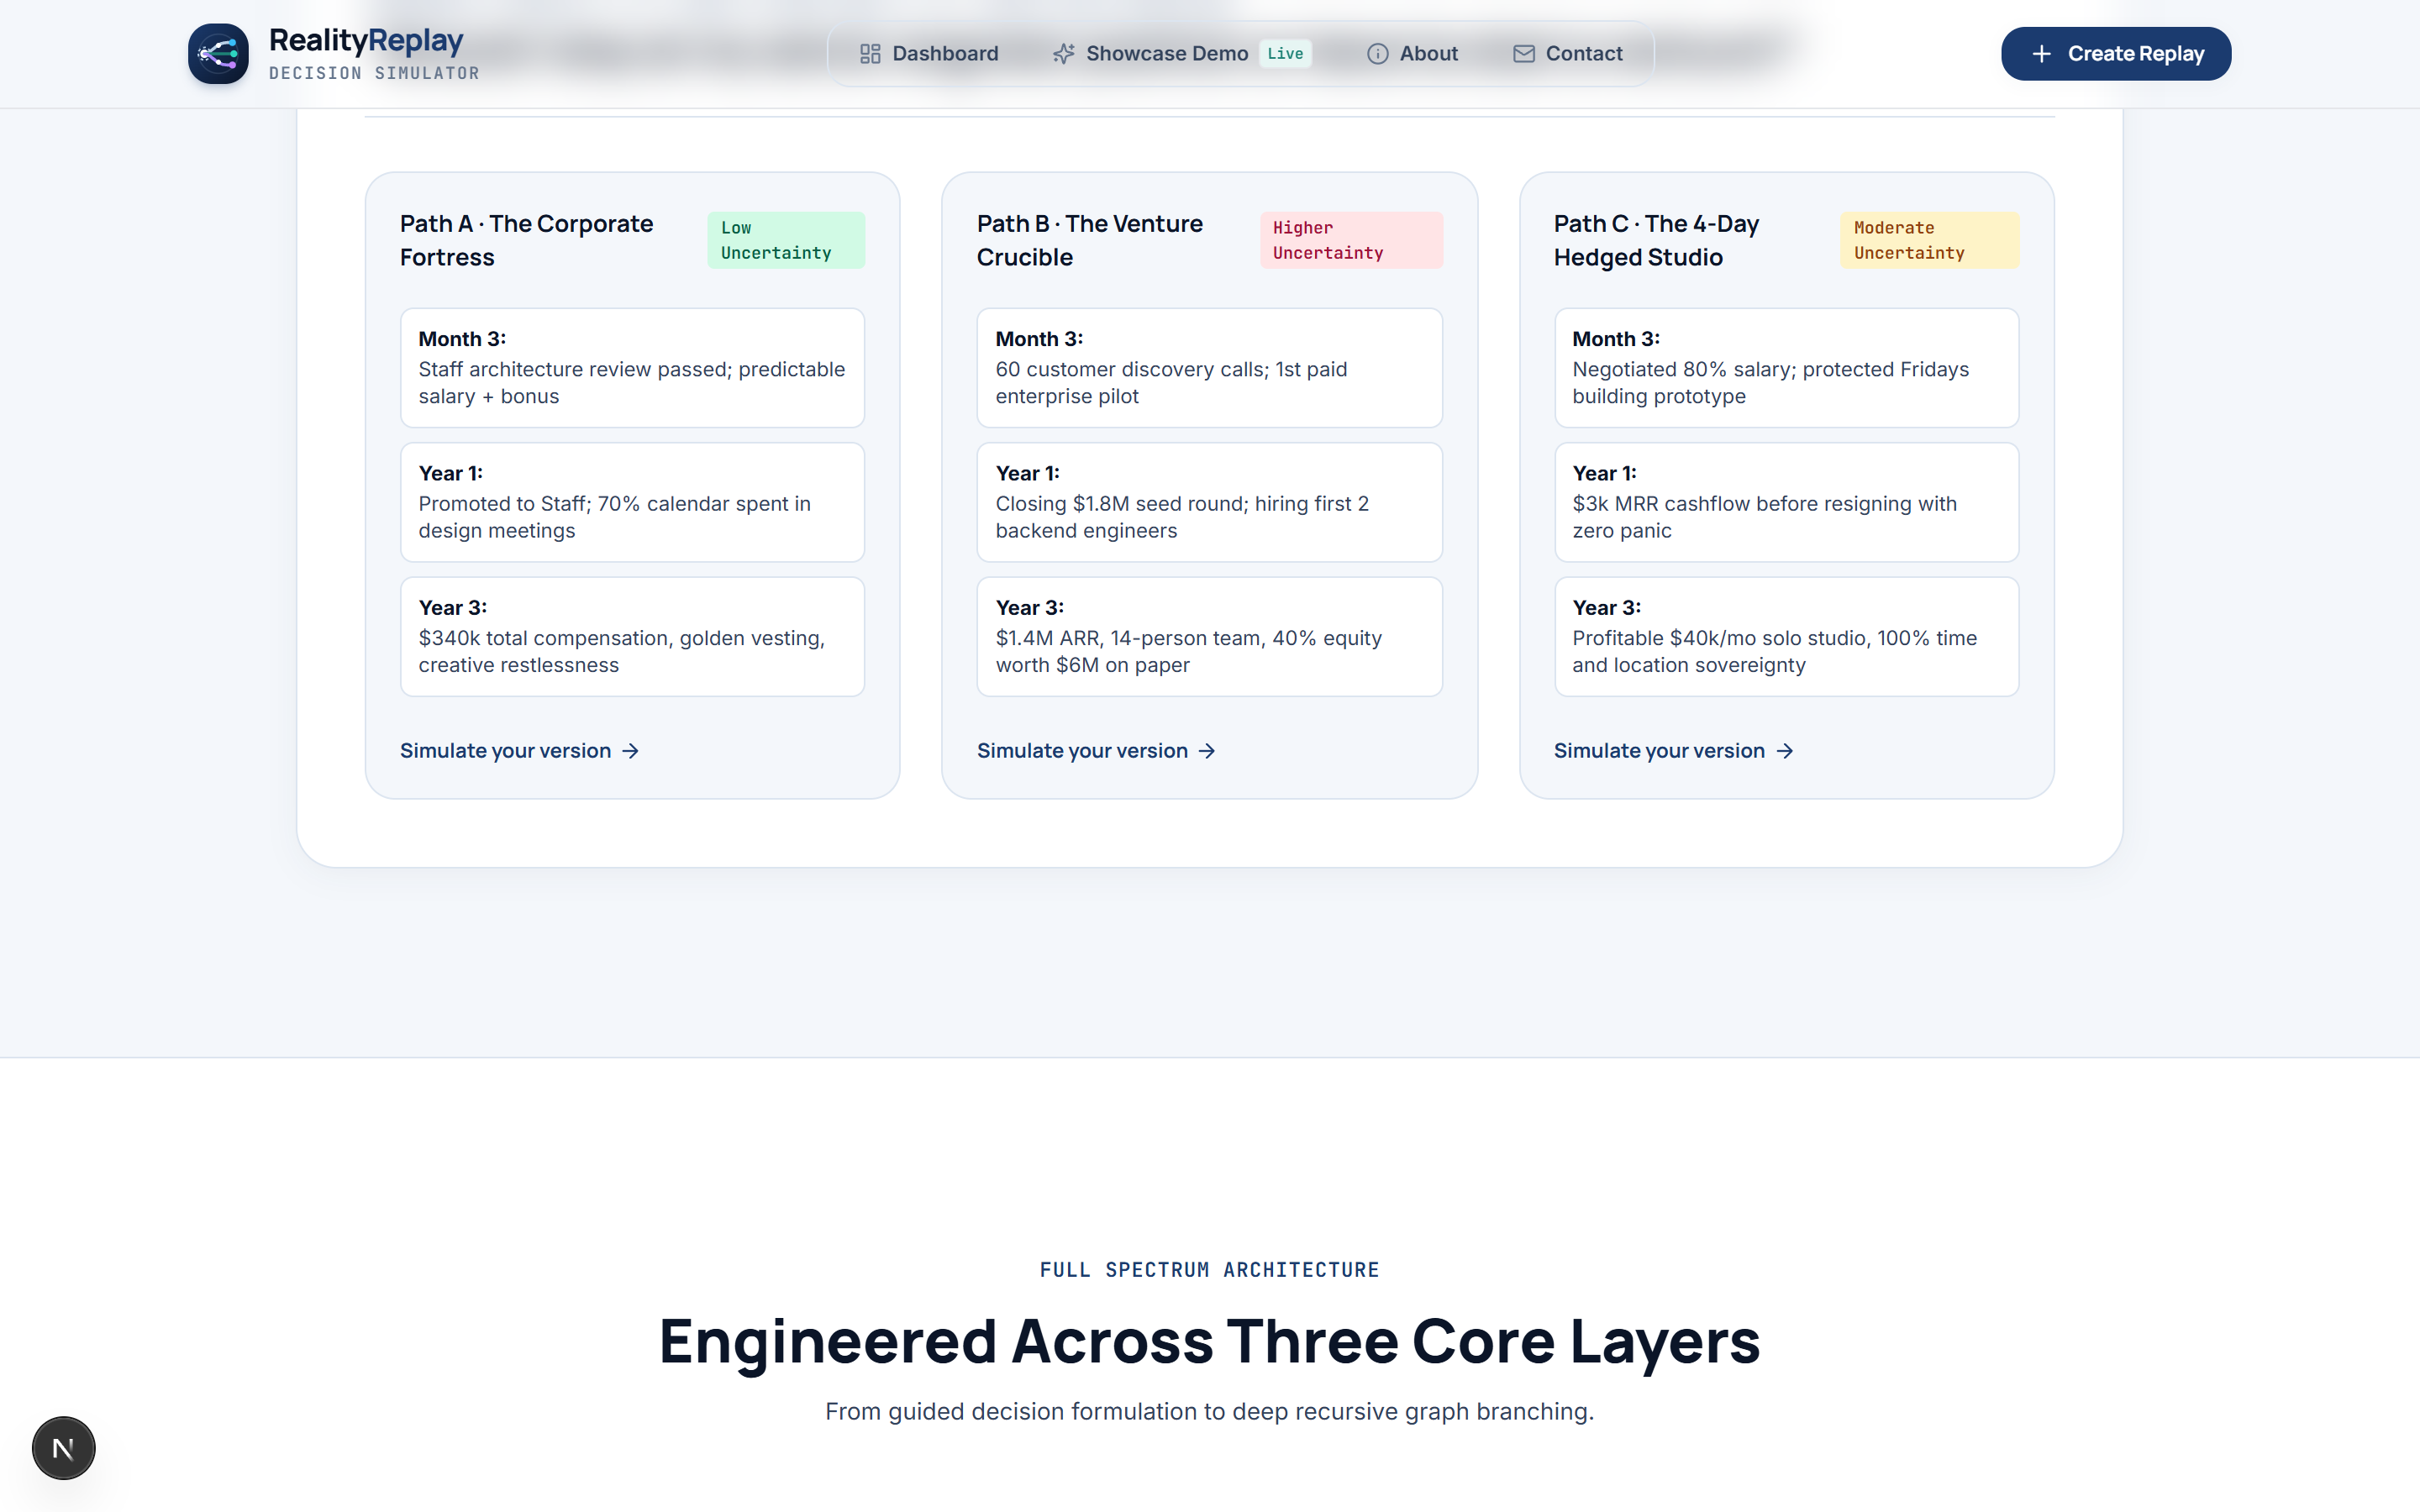 RealityReplay
DECISION SIMULATOR
Dashboard
Showcase Demo
Live
About
Contact
Create Replay
Path A · The Corporate
Fortress
Low
Uncertainty
Month 3:
Staff architecture review passed; predictable
salary + bonus
Year 1:
Promoted to Staff; 70% calendar spent in
design meetings
Year 3:
$340k total compensation, golden vesting,
creative restlessness
Simulate your version →
Path B · The Venture
Crucible
Higher
Uncertainty
Month 3:
60 customer discovery calls; 1st paid
enterprise pilot
Year 1:
Closing $1.8M seed round; hiring first 2
backend engineers
Year 3:
$1.4M ARR, 14-person team, 40% equity
worth $6M on paper
Simulate your version →
Path C · The 4-Day
Hedged Studio
Moderate
Uncertainty
Month 3:
Negotiated 80% salary; protected Fridays
building prototype
Year 1:
$3k MRR cashflow before resigning with
zero panic
Year 3:
Profitable $40k/mo solo studio, 100% time
and location sovereignty
Simulate your version →
FULL SPECTRUM ARCHITECTURE
Engineered Across Three Core Layers
From guided decision formulation to deep recursive graph branching.
N